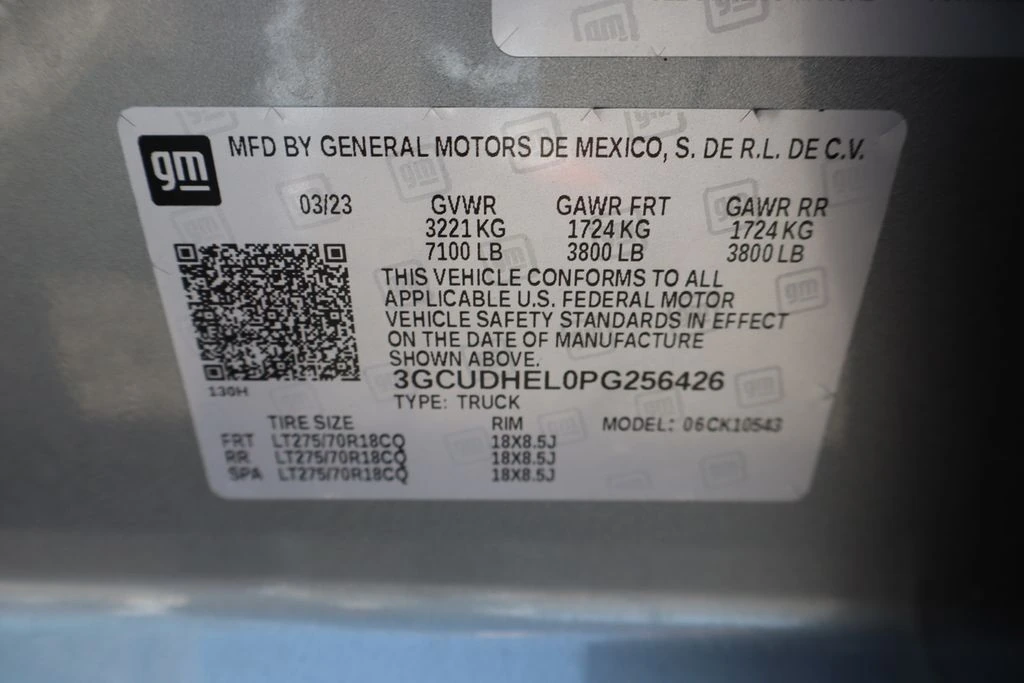 gm
MFD BY GENERAL MOTORS DE MEXICO, S. DE R.L. DE C.V.
03/23 GVWR GAWR FRT GAWR RR
3221 KG 1724 KG 1724 KG
7100 LB 3800 LB 3800 LB
THIS VEHICLE CONFORMS TO ALL
APPLICABLE U.S. FEDERAL MOTOR
VEHICLE SAFETY STANDARDS IN EFFECT
ON THE DATE OF MANUFACTURE
SHOWN ABOVE.
3GCUDHEL0PG256426
130H
TYPE: TRUCK
TIRE SIZE RIM MODEL: 06CK10543
FRT LT275/70R18CQ 18X8.5J
RR LT275/70R18CQ 18X8.5J
SPA LT275/70R18CQ 18X8.5J